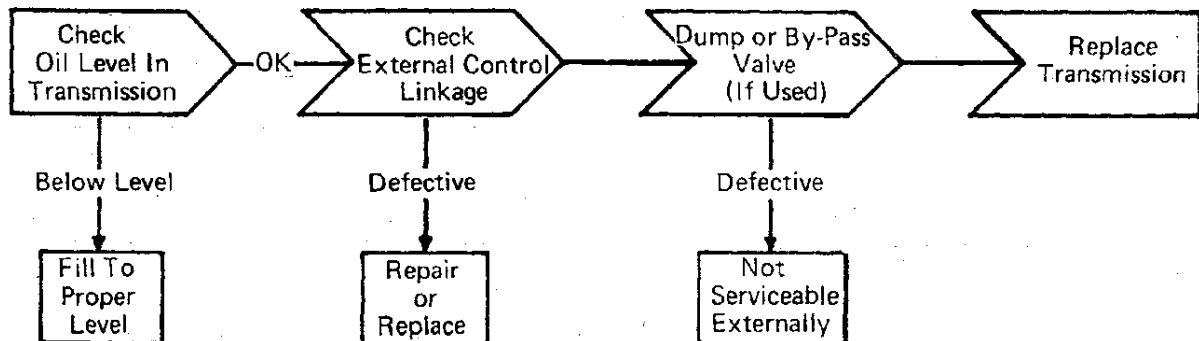 Check
Oil Level In
Transmission
OK
Check
External Control
Linkage
Dump or By-Pass
Valve
(If Used)
Replace
Transmission
Below Level
Defective
Defective
Fill To
Proper
Level
Repair
or
Replace
Not
Serviceable
Externally